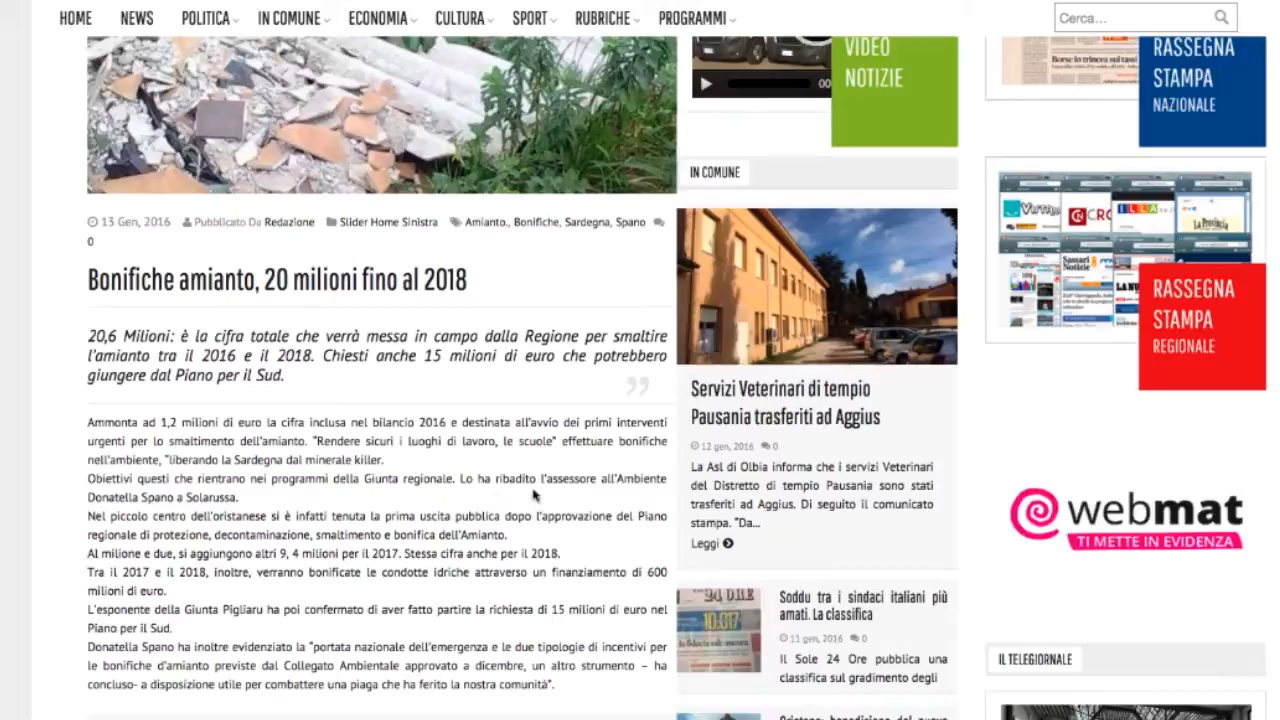 HOME NEWS POLITICA IN COMUNE ECONOMIA CULTURA SPORT RUBRICHE PROGRAMMI Cerca...
13 Gen, 2016 Pubblicato Da Redazione Slider Home Sinistra Amianto., Bonifiche, Sardegna, Spano
0
Bonifiche amianto, 20 milioni fino al 2018
20,6 Milioni: è la cifra totale che verrà messa in campo dalla Regione per smaltire
l'amianto tra il 2016 e il 2018. Chiesti anche 15 milioni di euro che potrebbero
giungere dal Piano per il Sud.
Ammonta ad 1,2 milioni di euro la cifra inclusa nel bilancio 2016 e destinata all'avvio dei primi interventi
urgenti per lo smaltimento dell'amianto. "Rendere sicuri i luoghi di lavoro, le scuole" effettuare bonifiche
nell'ambiente, "liberando la Sardegna dal minerale killer.
Obiettivi questi che rientrano nei programmi della Giunta regionale. Lo ha ribadito l'assessore all'Ambiente
Donatella Spano a Solarussa.
Nel piccolo centro dell'oristanese si è infatti tenuta la prima uscita pubblica dopo l'approvazione del Piano
regionale di protezione, decontaminazione, smaltimento e bonifica dell'Amianto.
Al milione e due, si aggiungono altri 9, 4 milioni per il 2017. Stessa cifra anche per il 2018.
Tra il 2017 e il 2018, inoltre, verranno bonificate le condotte idriche attraverso un finanziamento di 600
milioni di euro.
L'esponente della Giunta Pigliaru ha poi confermato di aver fatto partire la richiesta di 15 milioni di euro nel
Piano per il Sud.
Donatella Spano ha inoltre evidenziato la "portata nazionale dell'emergenza e le due tipologie di incentivi per
le bonifiche d'amianto previste dal Collegato Ambientale approvato a dicembre, un altro strumento – ha
concluso- a disposizione utile per combattere una piaga che ha ferito la nostra comunità".
00
VIDEO
NOTIZIE
IN COMUNE
Servizi Veterinari di tempio
Pausania trasferiti ad Aggius
12 gen, 2016 0
La Asl di Olbia informa che i servizi Veterinari
del Distretto di tempio Pausania sono stati
trasferiti ad Aggius. Di seguito il comunicato
stampa. "Da...
Leggi
24 ORE
10.017
Soddu tra i sindaci italiani più
amati. La classifica
11 gen, 2016 0
Il Sole 24 Ore pubblica una
classifica sul gradimento degli
RASSEGNA
STAMPA
NAZIONALE
La Provincia
Sassari
Notizie
RASSEGNA
STAMPA
REGIONALE
webmat
TI METTE IN EVIDENZA
IL TELEGIORNALE